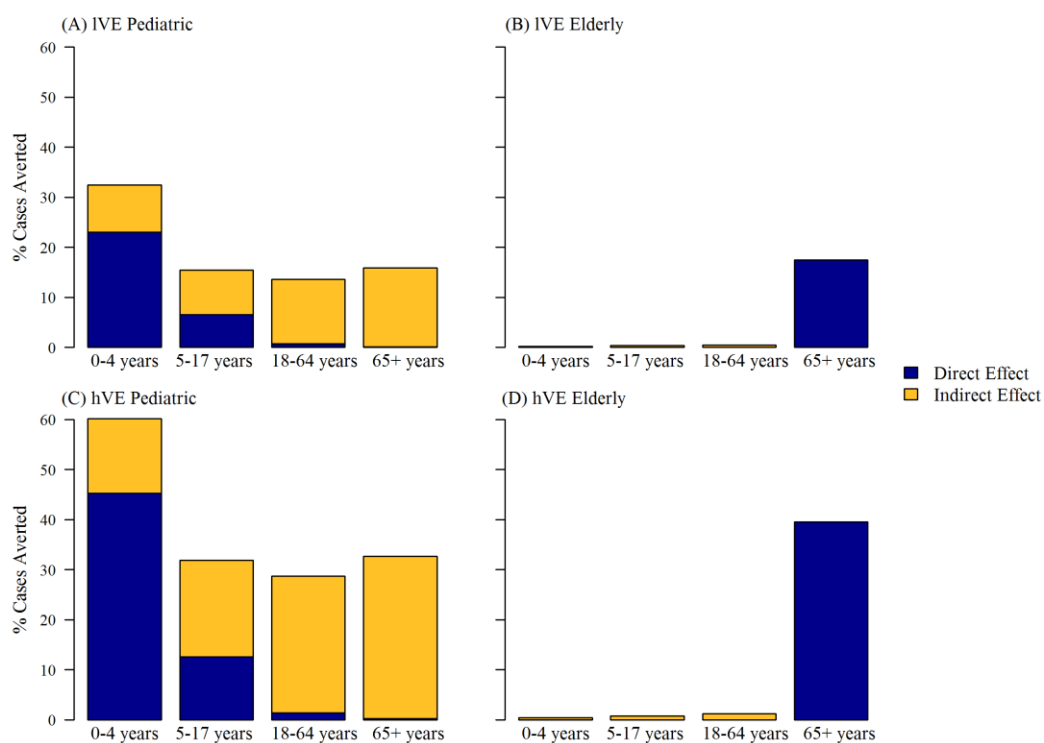 (A) lVE Pediatric
% Cases Averted
60
50
40
30
20
10
0
0-4 years 5-17 years 18-64 years 65+ years
(B) lVE Elderly
0-4 years 5-17 years 18-64 years 65+ years
Direct Effect
Indirect Effect
(C) hVE Pediatric
% Cases Averted
60
50
40
30
20
10
0
0-4 years 5-17 years 18-64 years 65+ years
(D) hVE Elderly
0-4 years 5-17 years 18-64 years 65+ years